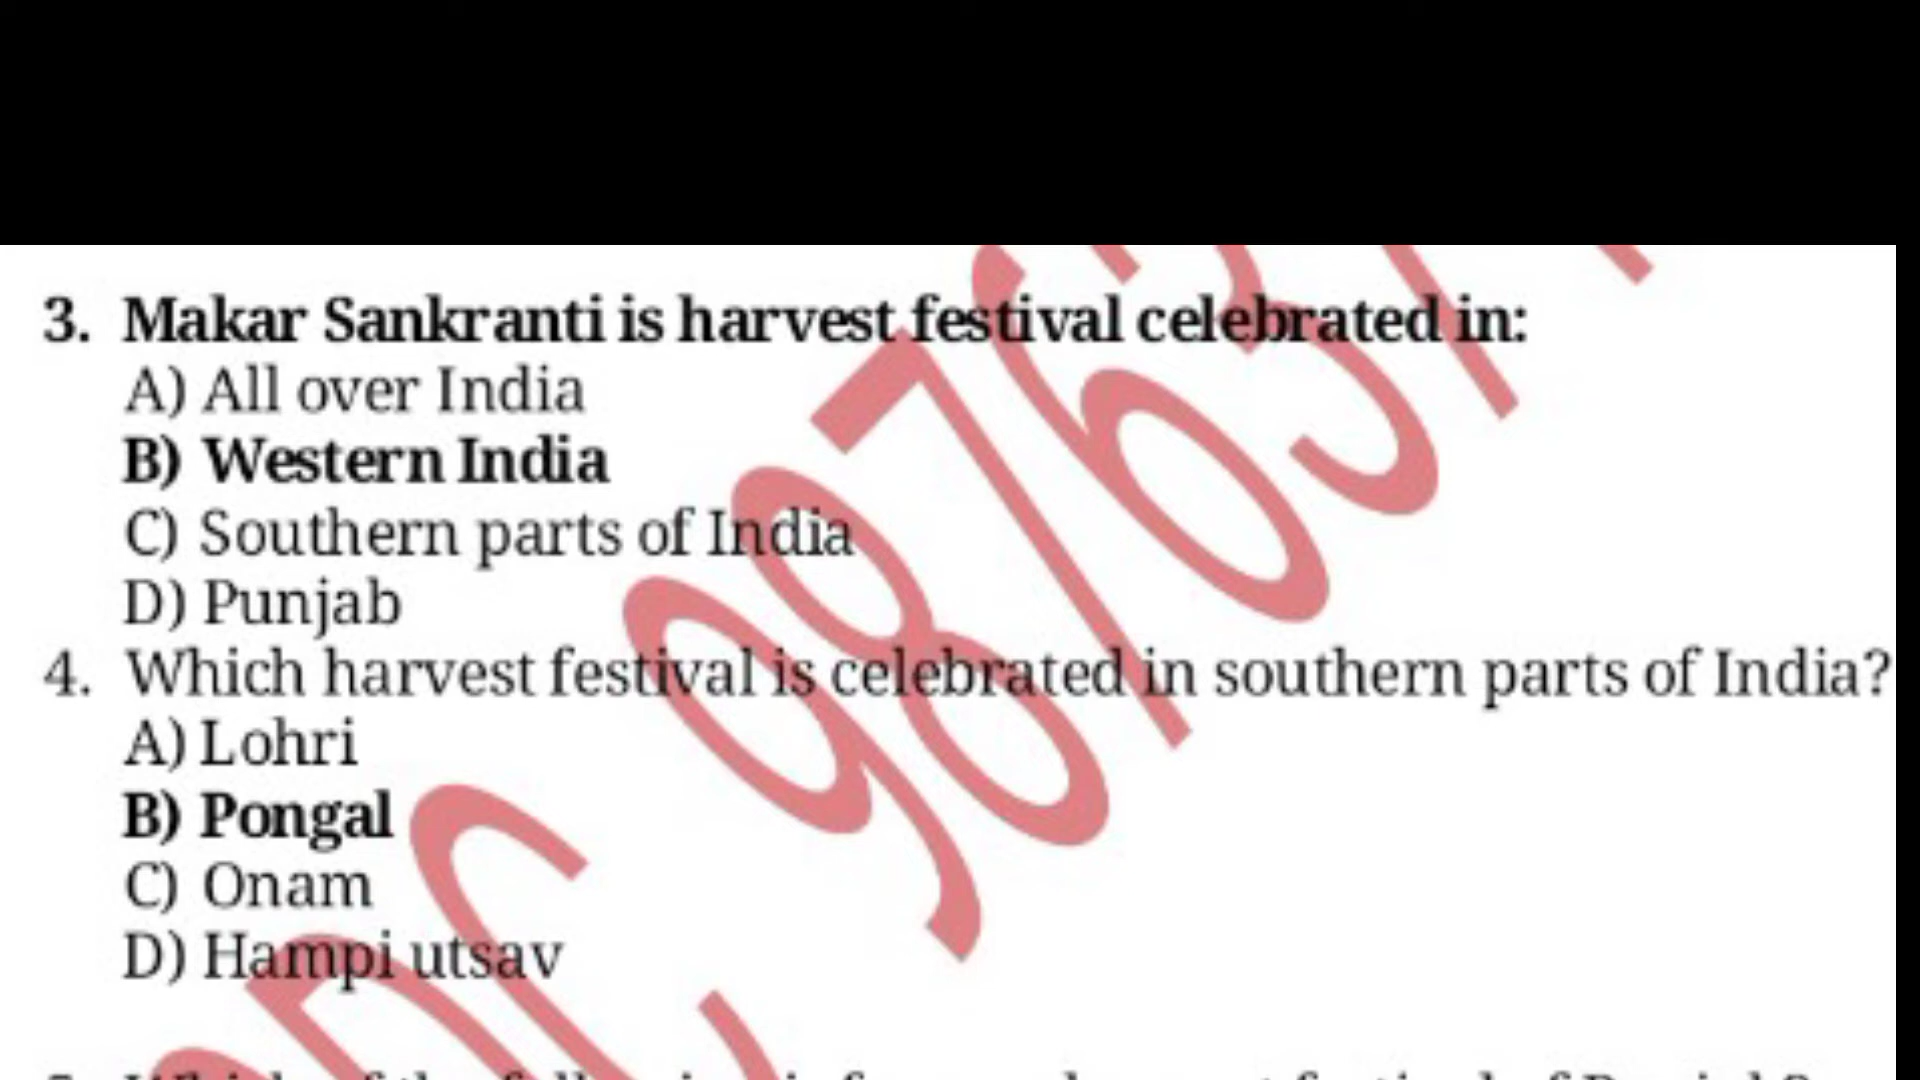 3. Makar Sankranti is harvest festival celebrated in:
A) All over India
B) Western India
C) Southern parts of India
D) Punjab
4. Which harvest festival is celebrated in southern parts of India?
A) Lohri
B) Pongal
C) Onam
D) Hampi utsav